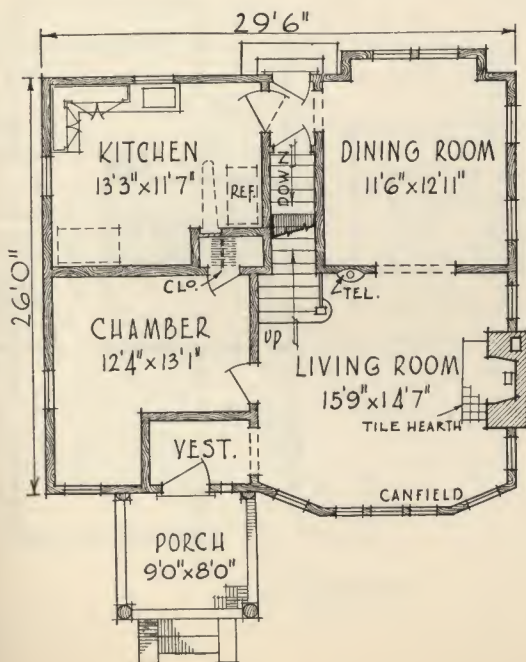 29'6"
26'0"
KITCHEN
13'3"x11'7"
REF.
DOWN
DINING ROOM
11'6"x12'11"
CLO.
TEL.
UP
CHAMBER
12'4"x13'1"
LIVING ROOM
15'9"x14'7"
TILE HEARTH
VEST.
CANFIELD
PORCH
9'0"x8'0"